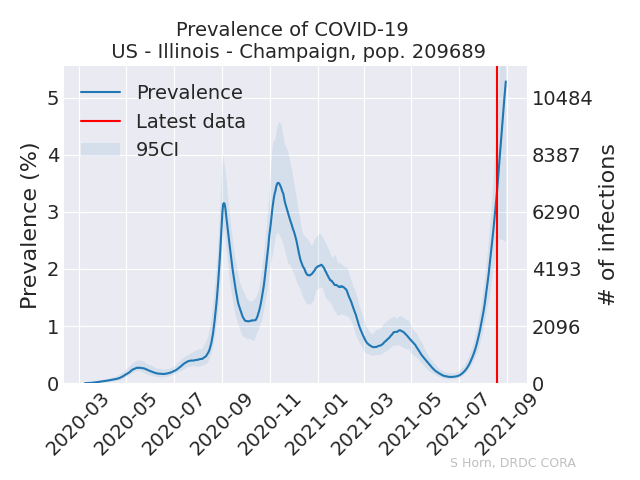 Prevalence of COVID-19
US - Illinois - Champaign, pop. 209689
Prevalence
Latest data
95CI
Prevalence (%)
5
4
3
2
1
0
10484
8387
6290
4193
2096
0
# of infections
2020-03
2020-05
2020-07
2020-09
2020-11
2021-01
2021-03
2021-05
2021-07
2021-09
S Horn, DRDC CORA